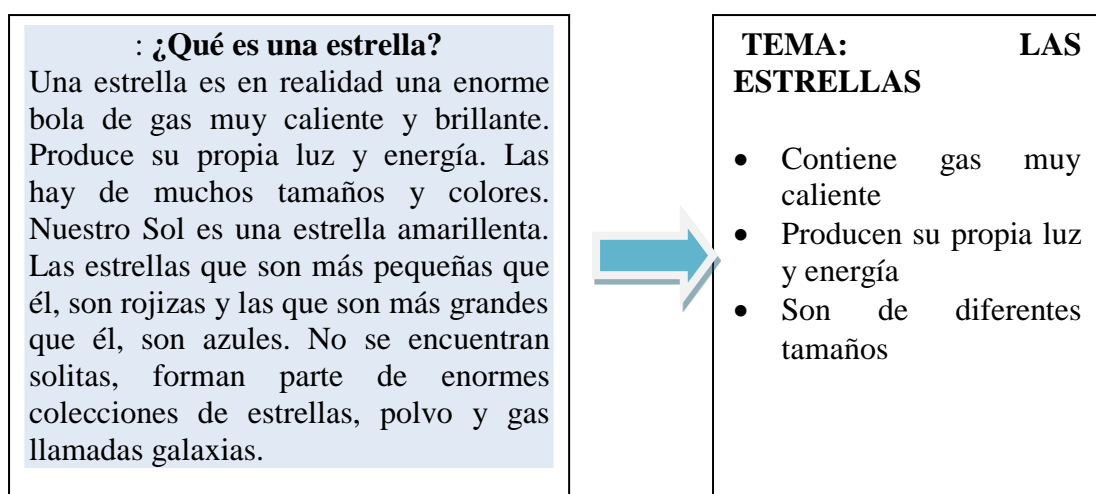 : ¿Qué es una estrella?
Una estrella es en realidad una enorme
bola de gas muy caliente y brillante.
Produce su propia luz y energía. Las
hay de muchos tamaños y colores.
Nuestro Sol es una estrella amarillenta.
Las estrellas que son más pequeñas que
él, son rojizas y las que son más grandes
que él, son azules. No se encuentran
solitas, forman parte de enormes
colecciones de estrellas, polvo y gas
llamadas galaxias.
TEMA: LAS
ESTRELLAS
• Contiene gas muy
caliente
• Producen su propia luz
y energía
• Son de diferentes
tamaños